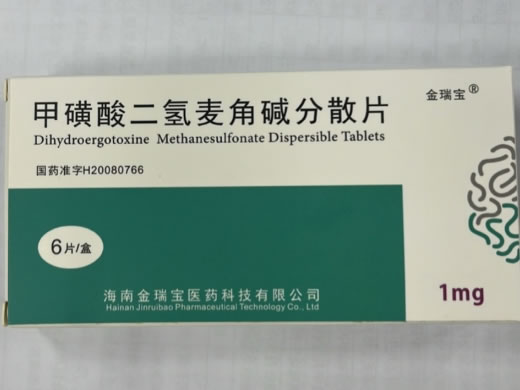 金瑞宝®
甲磺酸二氢麦角碱分散片
Dihydroergotoxine Methanesulfonate Dispersible Tablets
国药准字H20080766
6片/盒
海南金瑞宝医药科技有限公司
Hainan Jinruibao Pharmaceutical Technology Co., Ltd
1mg